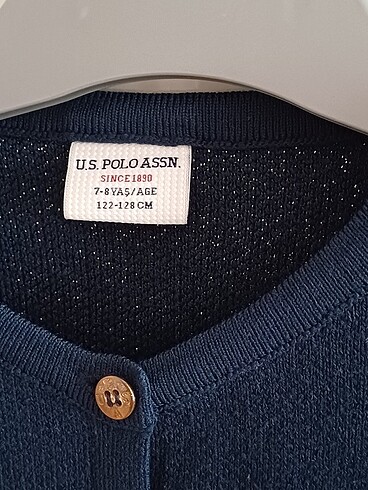 U.S. POLO ASSN.
SINCE 1890
7-8 YAŞ/AGE
122-128 CM